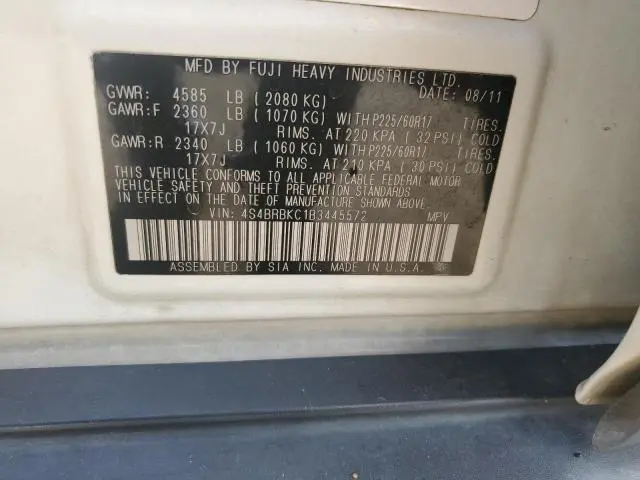 MFD BY FUJI HEAVY INDUSTRIES LTD.
DATE: 08/11
GVWR: 4585 LB (2080 KG)
GAWR:F 2360 LB (1070 KG) WITH P225/60R17 TIRES.
17X7J RIMS. AT 220 KPA (32 PSI) COLD
GAWR:R 2340 LB (1060 KG) WITH P225/60R17 TIRES.
17X7J RIMS. AT 210 KPA (30 PSI) COLD
THIS VEHICLE CONFORMS TO ALL APPLICABLE FEDERAL MOTOR
VEHICLE SAFETY AND THEFT PREVENTION STANDARDS
IN EFFECT ON THE DATE OF MANUFACTURE SHOWN ABOVE.
VIN: 4S4BRBKC1B3445572 MPV
ASSEMBLED BY SIA INC. MADE IN U.S.A.